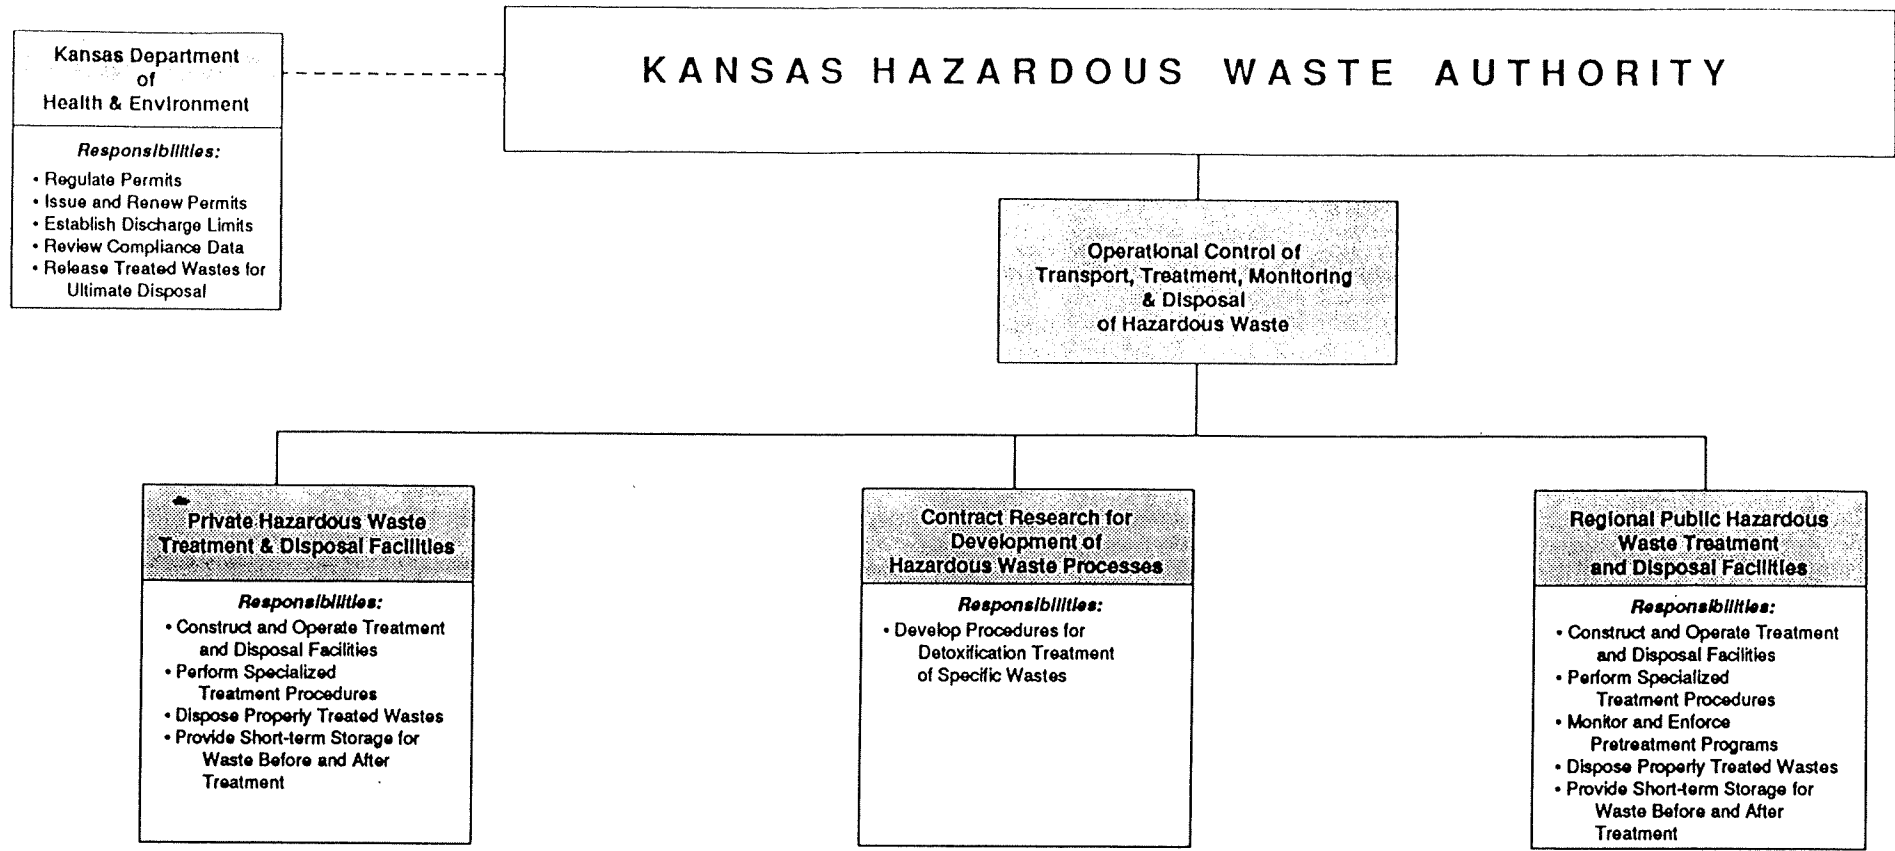 Kansas Department
of
Health & Environment
Responsibilities:
• Regulate Permits
• Issue and Renew Permits
• Establish Discharge Limits
• Review Compliance Data
• Release Treated Wastes for
Ultimate Disposal
KANSAS HAZARDOUS WASTE AUTHORITY
Operational Control of
Transport, Treatment, Monitoring
& Disposal
of Hazardous Waste
Private Hazardous Waste
Treatment & Disposal Facilities
Responsibilities:
• Construct and Operate Treatment
and Disposal Facilities
• Perform Specialized
Treatment Procedures
• Dispose Properly Treated Wastes
• Provide Short-term Storage for
Waste Before and After
Treatment
Contract Research for
Development of
Hazardous Waste Processes
Responsibilities:
• Develop Procedures for
Detoxification Treatment
of Specific Wastes
Regional Public Hazardous
Waste Treatment
and Disposal Facilities
Responsibilities:
• Construct and Operate Treatment
and Disposal Facilities
• Perform Specialized
Treatment Procedures
• Monitor and Enforce
Pretreatment Programs
• Dispose Properly Treated Wastes
• Provide Short-term Storage for
Waste Before and After
Treatment